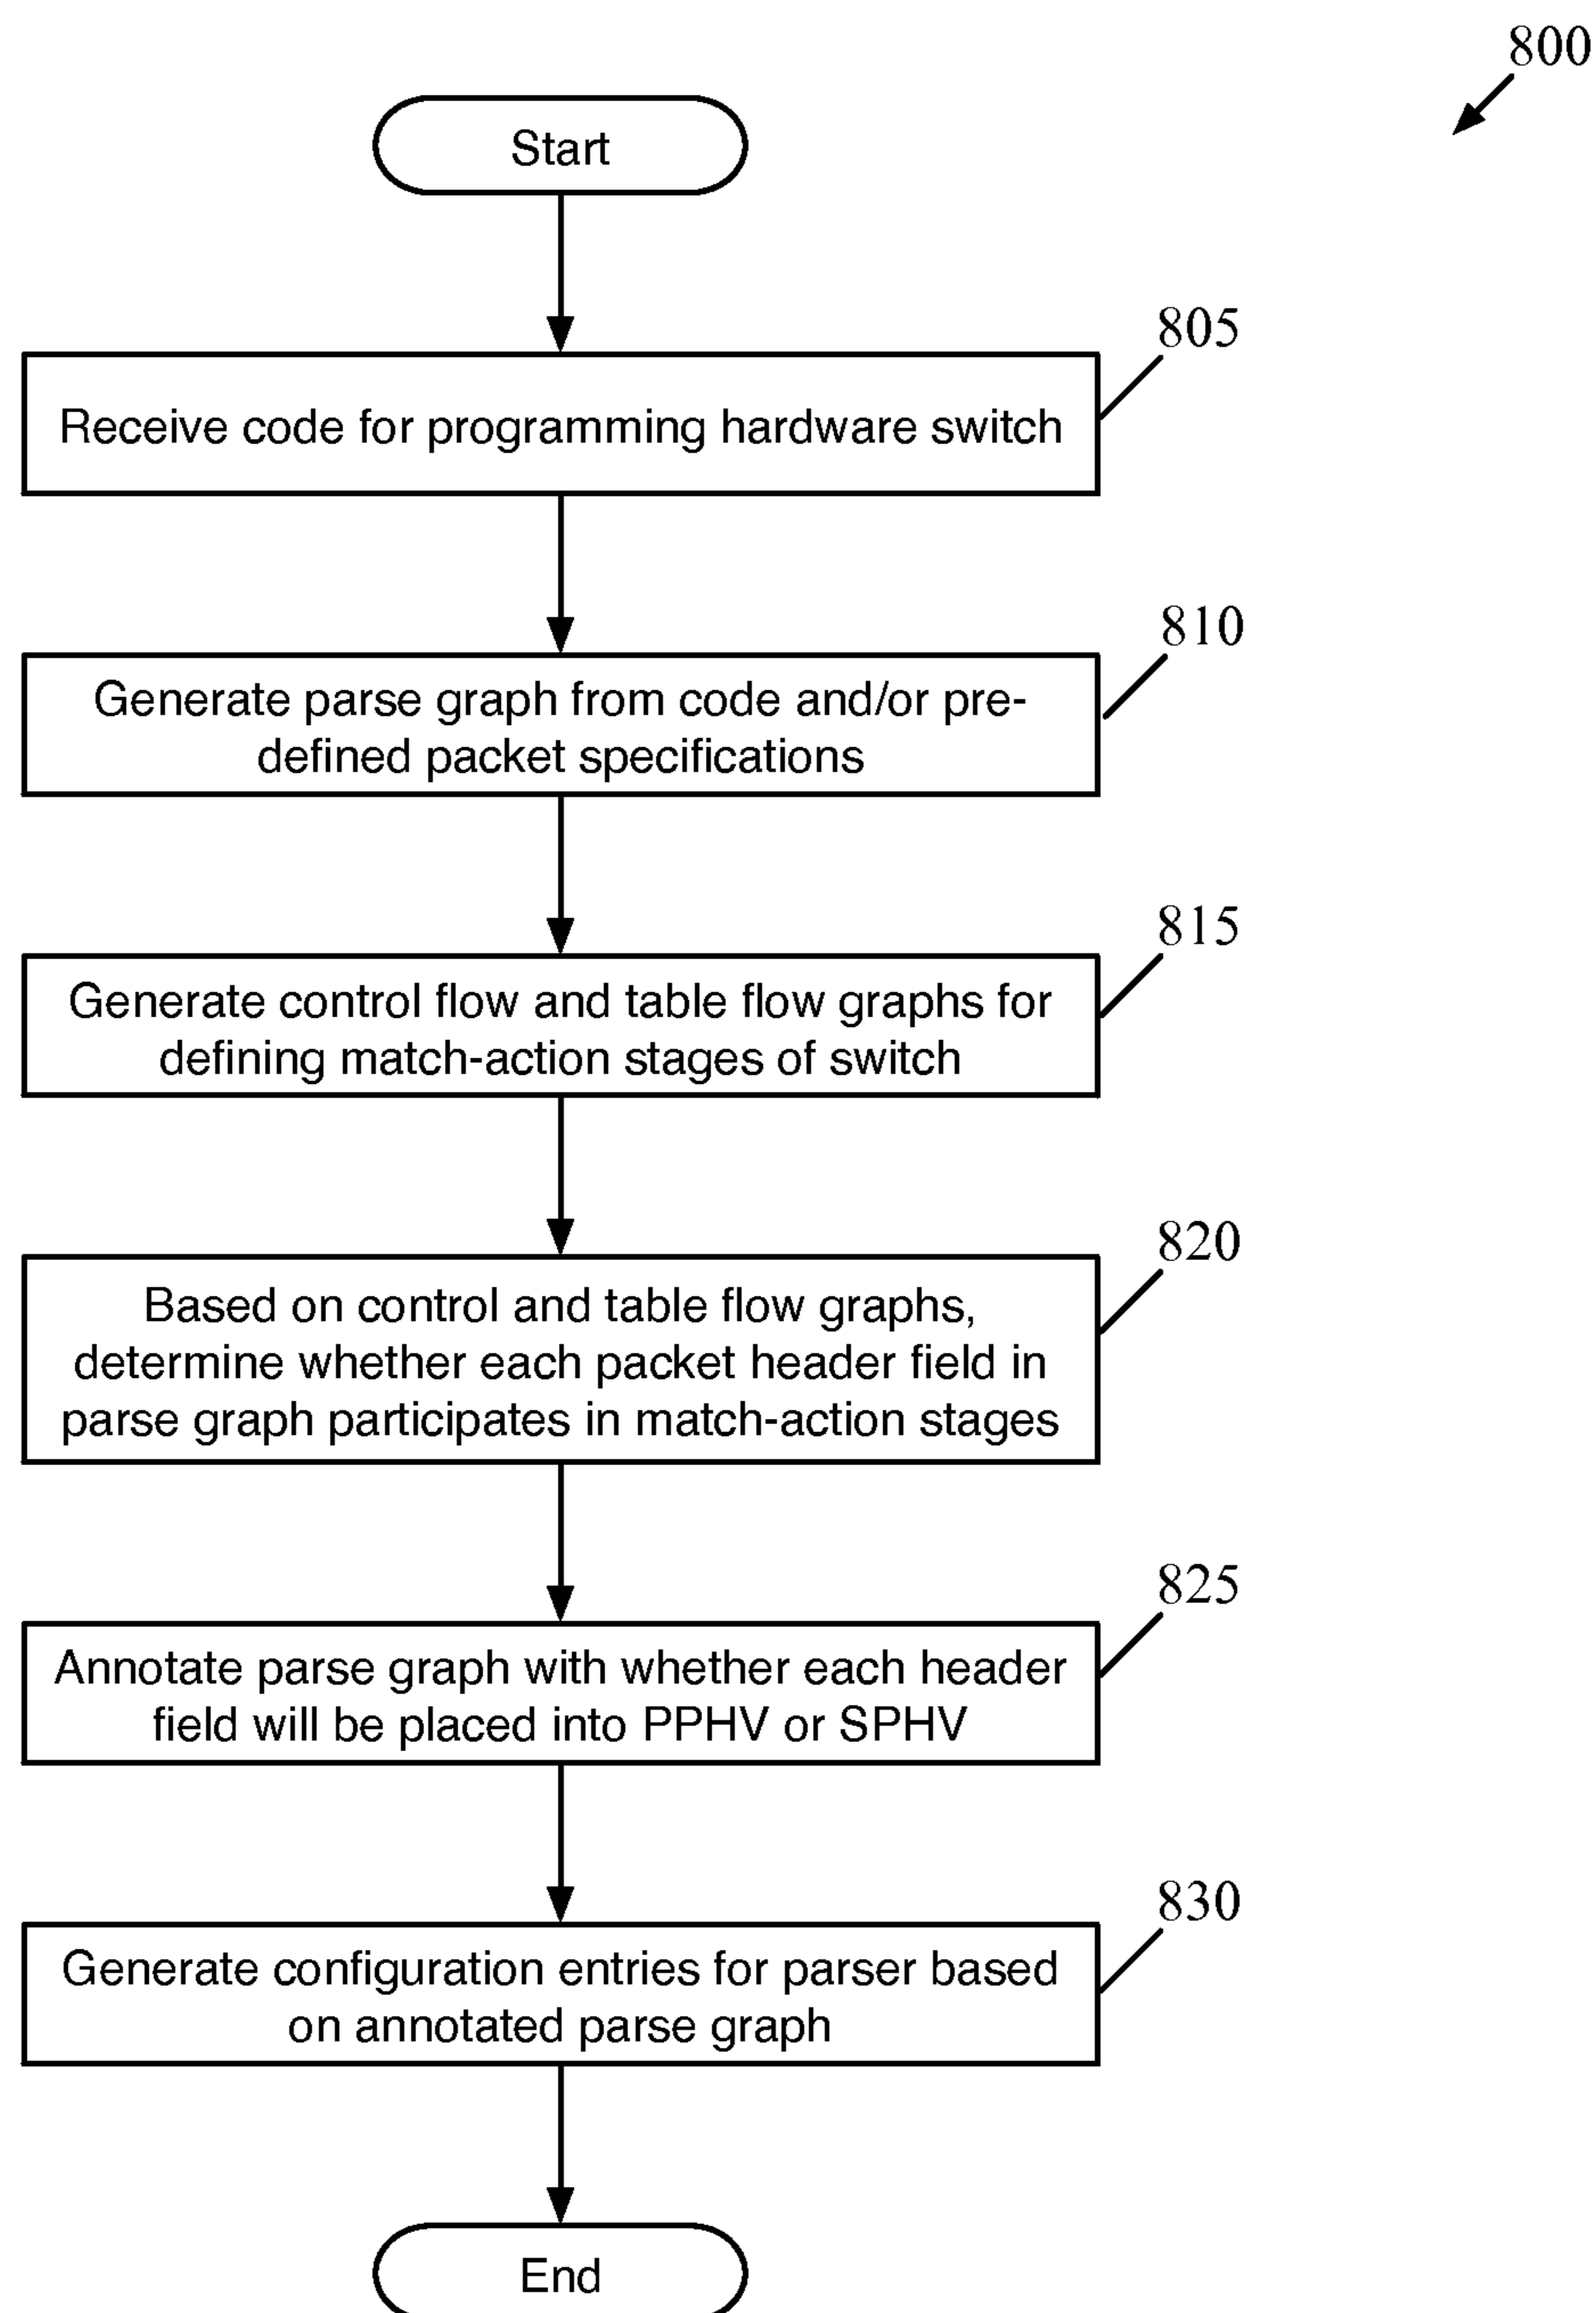 800
Start
805
Receive code for programming hardware switch
810
Generate parse graph from code and/or pre-
defined packet specifications
815
Generate control flow and table flow graphs for
defining match-action stages of switch
820
Based on control and table flow graphs,
determine whether each packet header field in
parse graph participates in match-action stages
825
Annotate parse graph with whether each header
field will be placed into PPHV or SPHV
830
Generate configuration entries for parser based
on annotated parse graph
End